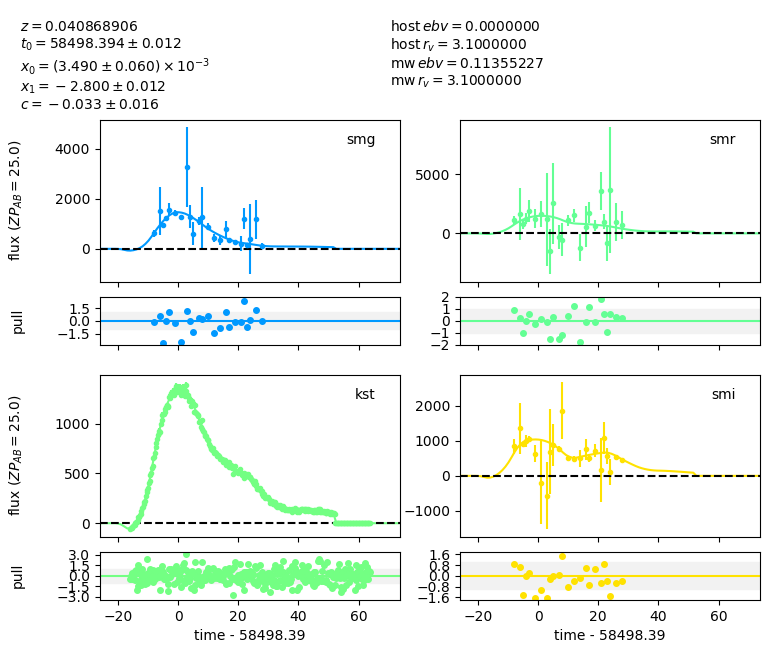 z = 0.040868906
t₀ = 58498.394 ± 0.012
x₀ = (3.490 ± 0.060) × 10⁻³
x₁ = −2.800 ± 0.012
c = −0.033 ± 0.016
host ebv = 0.0000000
host r_v = 3.1000000
mw ebv = 0.11355227
mw r_v = 3.1000000
flux (ZP_AB = 25.0)
4000
2000
0
smg
5000
0
smr
pull
1.5
0.0
−1.5
2
1
0
−1
−2
flux (ZP_AB = 25.0)
1000
500
0
kst
2000
1000
0
−1000
smi
pull
3.0
1.5
0.0
−1.5
−3.0
1.6
0.8
0.0
−0.8
−1.6
−20 0 20 40 60
−20 0 20 40 60
time - 58498.39
time - 58498.39